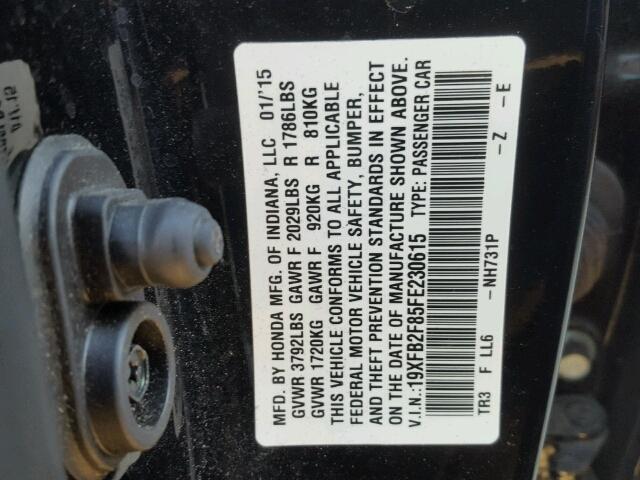 MFD. BY HONDA MFG. OF INDIANA, LLC 01/'15
GVWR 3792LBS GAWR F 2029LBS R 1786LBS
GVWR 1720KG GAWR F 920KG R 810KG
THIS VEHICLE CONFORMS TO ALL APPLICABLE
FEDERAL MOTOR VEHICLE SAFETY, BUMPER,
AND THEFT PREVENTION STANDARDS IN EFFECT
ON THE DATE OF MANUFACTURE SHOWN ABOVE.
V.I.N.:19XFB2F85FE230615 TYPE: PASSENGER CAR
TR3 F LL6 -NH731P -Z -E